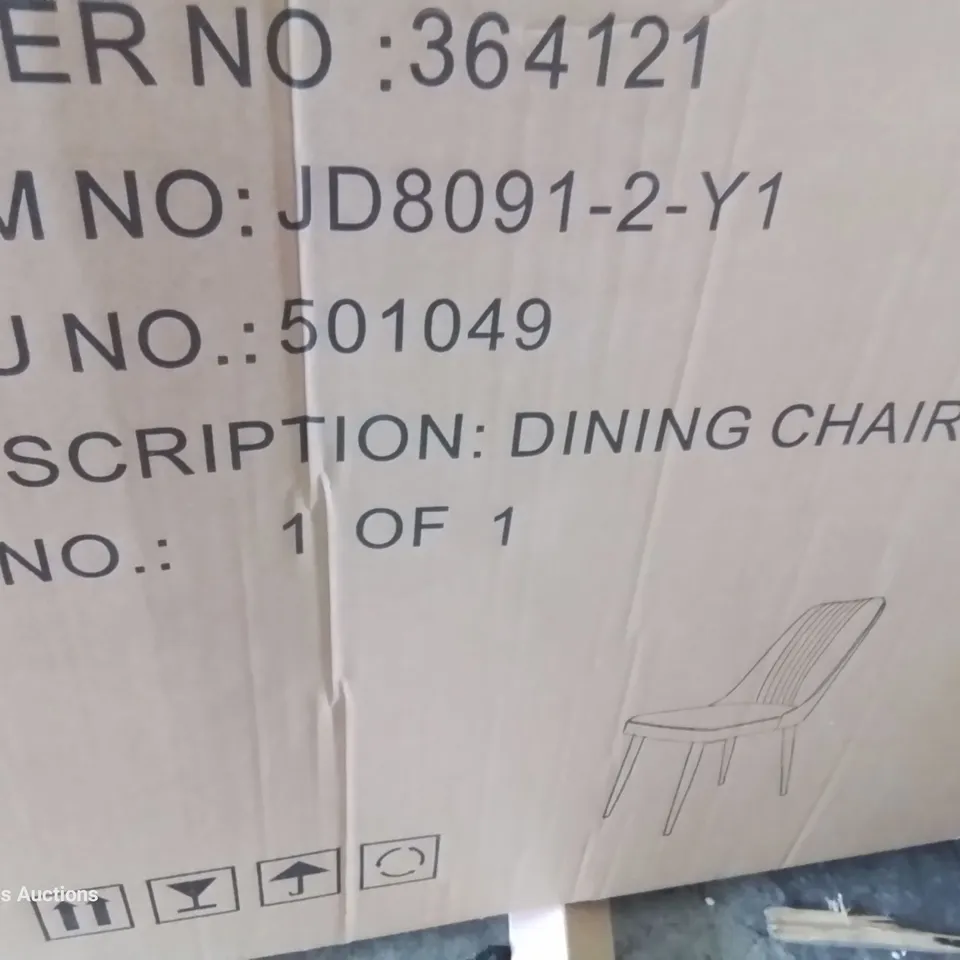 ER NO :364121
M NO: JD8091-2-Y1
U NO.: 501049
SCRIPTION: DINING CHAIR
NO.: 1 OF 1
s Auctions